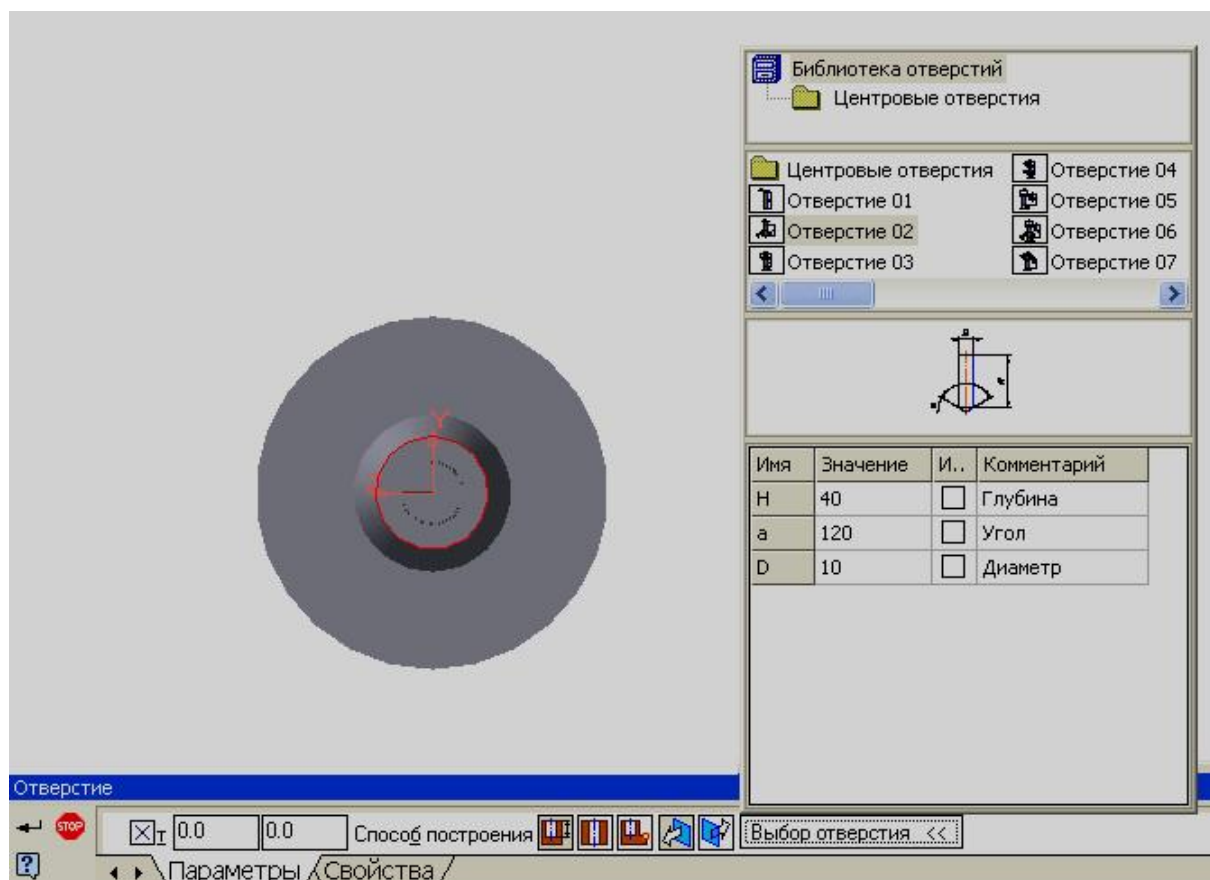 Библиотека отверстий
Центровые отверстия
Центровые отверстия
Отверстие 01
Отверстие 02
Отверстие 03
Отверстие 04
Отверстие 05
Отверстие 06
Отверстие 07
Имя Значение И.. Комментарий
H 40 Глубина
a 120 Угол
D 10 Диаметр
Y
Отверстие
STOP
т 0.0 0.0 Способ построения Выбор отверстия <<
Параметры Свойства